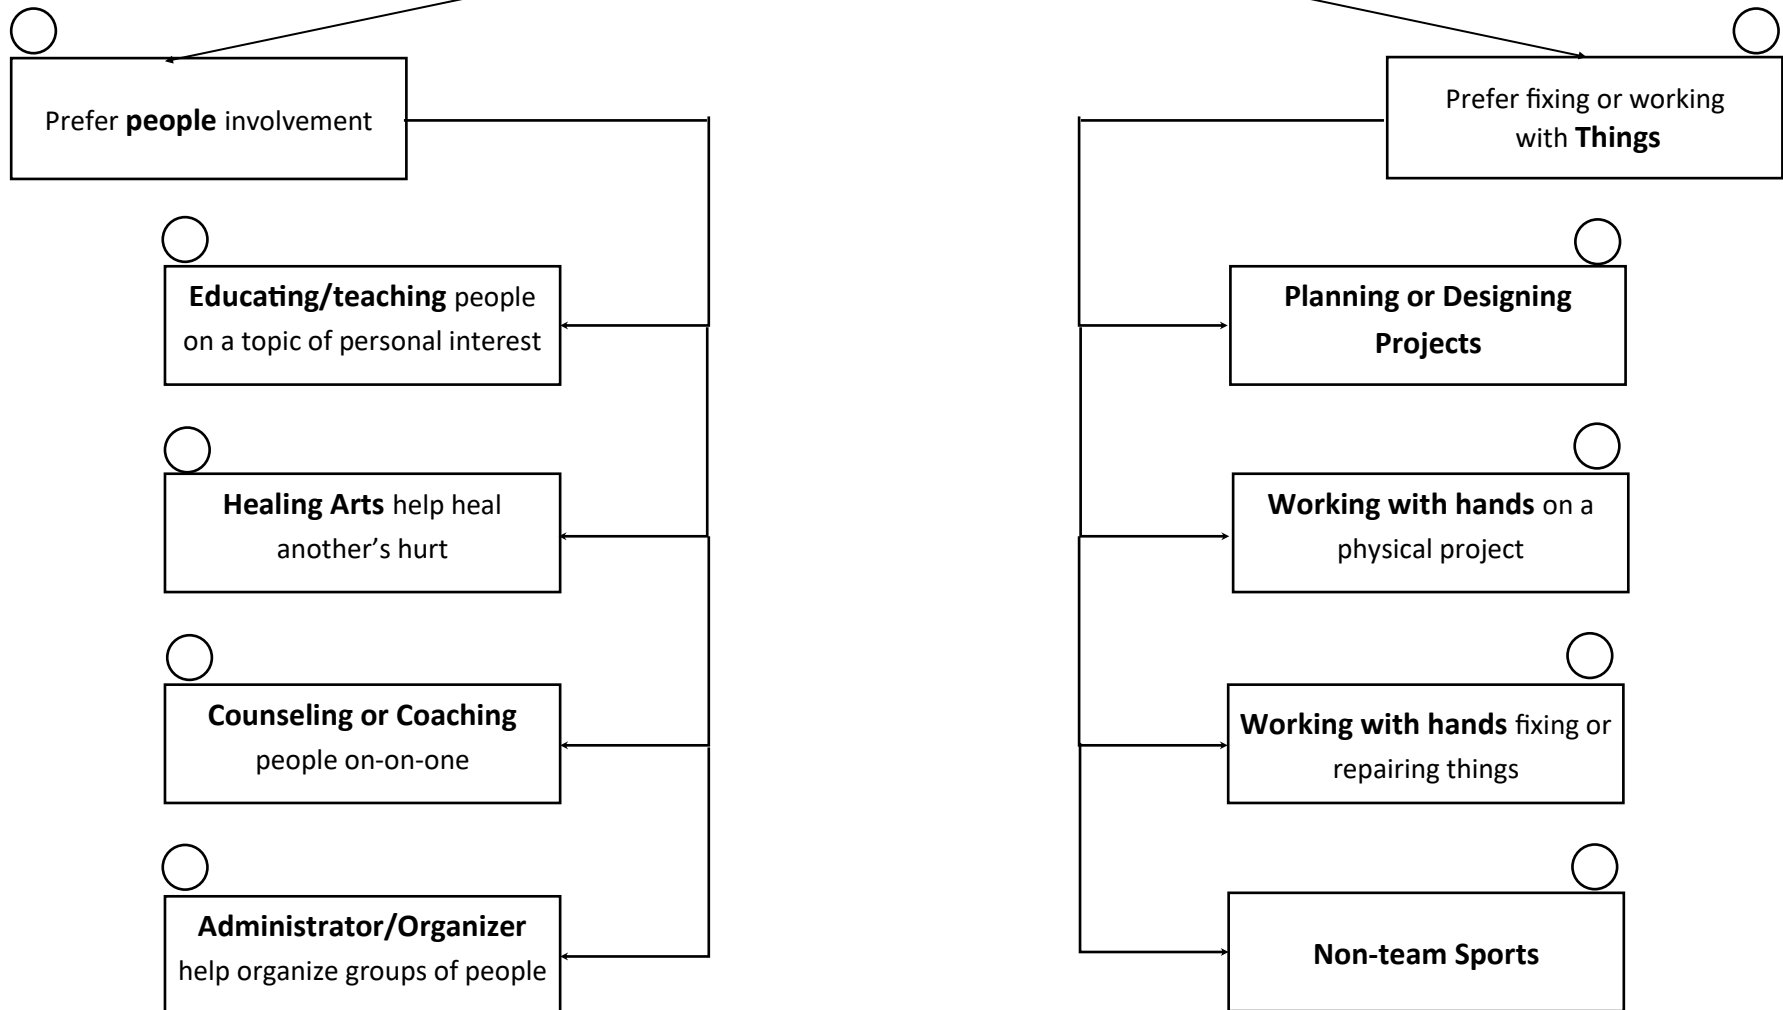 Prefer people involvement
Prefer fixing or working
with Things
Educating/teaching people
on a topic of personal interest
Planning or Designing
Projects
Healing Arts help heal
another’s hurt
Working with hands on a
physical project
Counseling or Coaching
people on-on-one
Working with hands fixing or
repairing things
Administrator/Organizer
help organize groups of people
Non-team Sports